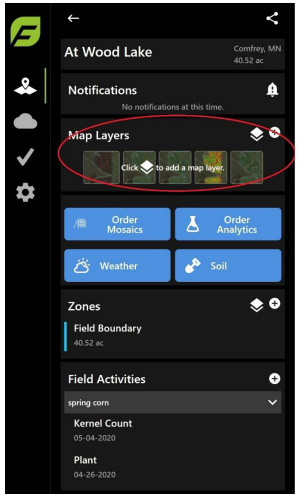 At Wood Lake
Comfrey, MN
40.52 ac
Notifications
No notifications at this time.
Map Layers
Click to add a map layer.
Order Mosaics
Order Analytics
Weather
Soil
Zones
Field Boundary
40.52 ac
Field Activities
spring corn
Kernel Count
05-04-2020
Plant
04-26-2020